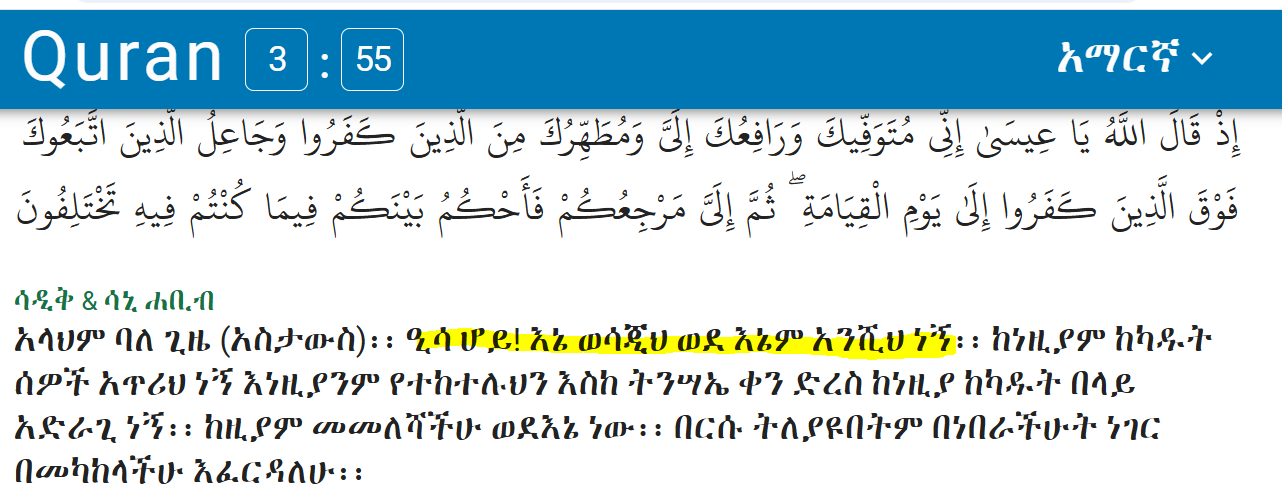 Quran 3 : 55 አማርኛ
إِذْ قَالَ اللَّهُ يَا عِيسَىٰ إِنِّي مُتَوَفِّيكَ وَرَافِعُكَ إِلَيَّ وَمُطَهِّرُكَ مِنَ الَّذِينَ كَفَرُوا وَجَاعِلُ الَّذِينَ اتَّبَعُوكَ
فَوْقَ الَّذِينَ كَفَرُوا إِلَىٰ يَوْمِ الْقِيَامَةِ ۖ ثُمَّ إِلَيَّ مَرْجِعُكُمْ فَأَحْكُمُ بَيْنَكُمْ فِيمَا كُنْتُمْ فِيهِ تَخْتَلِفُونَ
ሳዲቅ & ሳኒ ሐቢብ
አላህም ባለ ጊዜ (አስታውስ)፡፡ ዒሳ ሆይ! እኔ ወሳጂህ ወደ እኔም አንሺህ ነኝ፡፡ ከነዚያም ከካዱት
ሰዎች አጥሪህ ነኝ እነዚያንም የተከተሉህን እስከ ትንሣኤ ቀን ድረስ ከነዚያ ከካዱት በላይ
አድራጊ ነኝ፡፡ ከዚያም መመለሻችሁ ወደእኔ ነው፡፡ በርሱ ትለያዩበትም በነበራችሁት ነገር
በመካከላችሁ እፈርዳለሁ፡፡